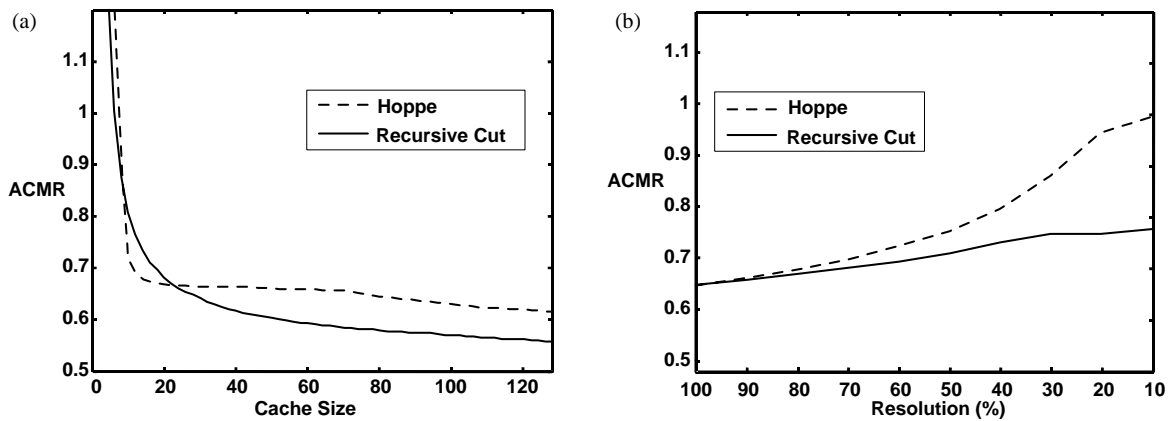 (a)
1.1
1
0.9
0.8
0.7
0.6
0.5
ACMR
Hoppe
Recursive Cut
0 20 40 60 80 100 120
Cache Size
(b)
1.1
1
0.9
0.8
0.7
0.6
0.5
ACMR
Hoppe
Recursive Cut
100 90 80 70 60 50 40 30 20 10
Resolution (%)